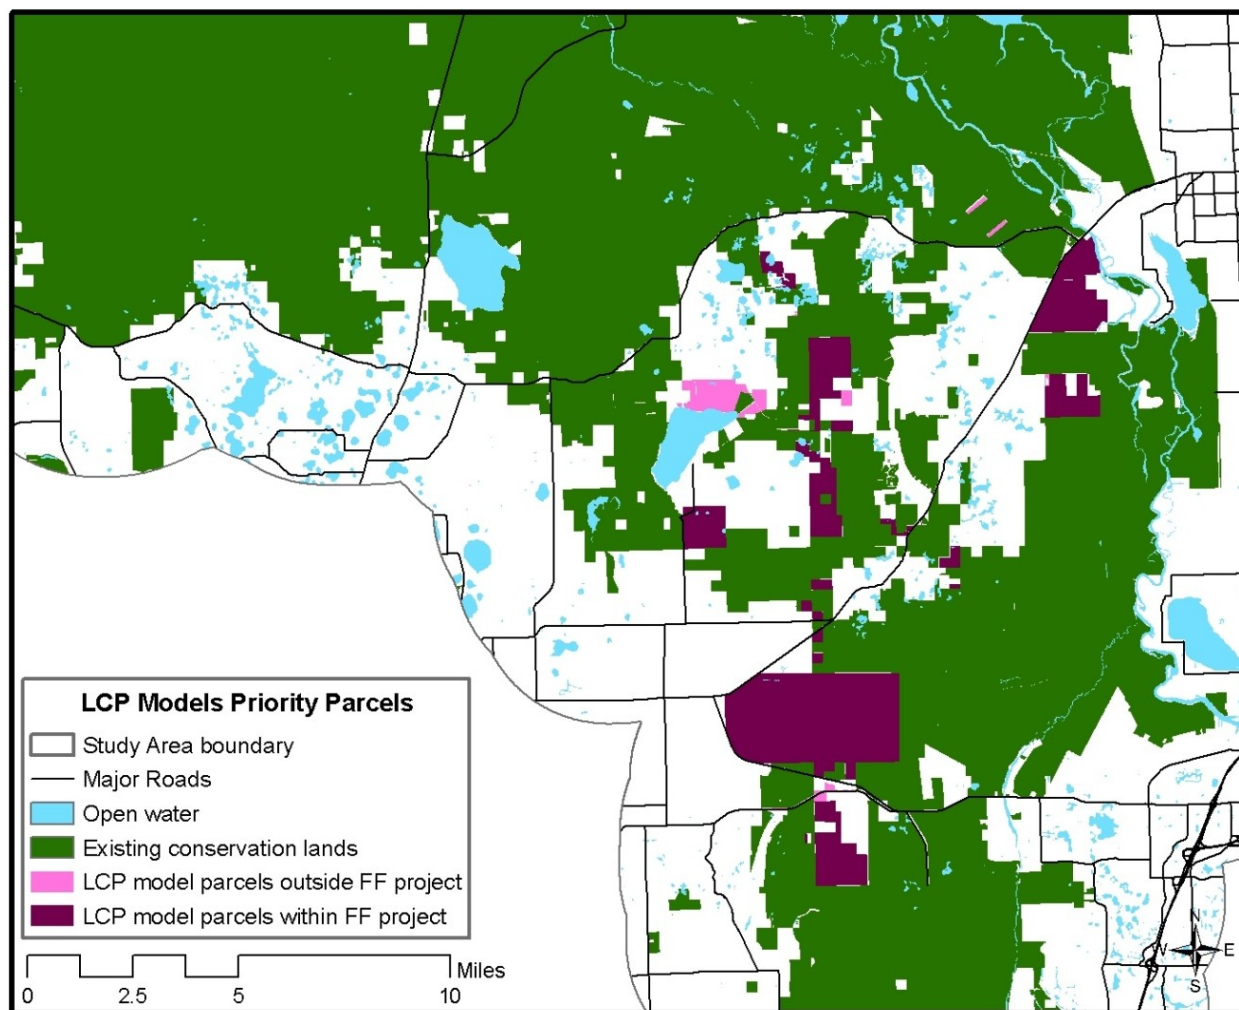 LCP Models Priority Parcels
Study Area boundary
Major Roads
Open water
Existing conservation lands
LCP model parcels outside FF project
LCP model parcels within FF project
Miles
0 2.5 5 10
N
W E
S